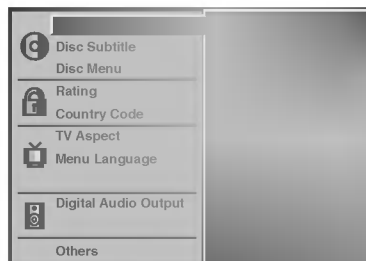 Disc Subtitle
Disc Menu
Rating
Country Code
TV Aspect
Menu Language
Digital Audio Output
Others